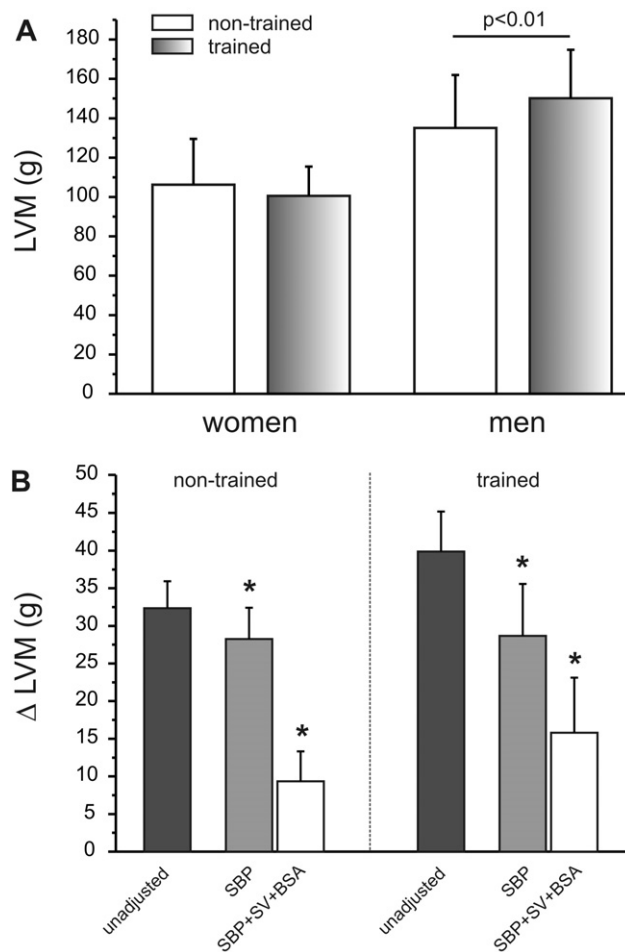 A
non-trained
trained
p<0.01
LVM (g)
180
160
140
120
100
80
60
40
20
0
women
men
B
non-trained
trained
Δ LVM (g)
50
45
40
35
30
25
20
15
10
5
0
*
*
*
*
unadjusted
SBP
SBP+SV+BSA
unadjusted
SBP
SBP+SV+BSA